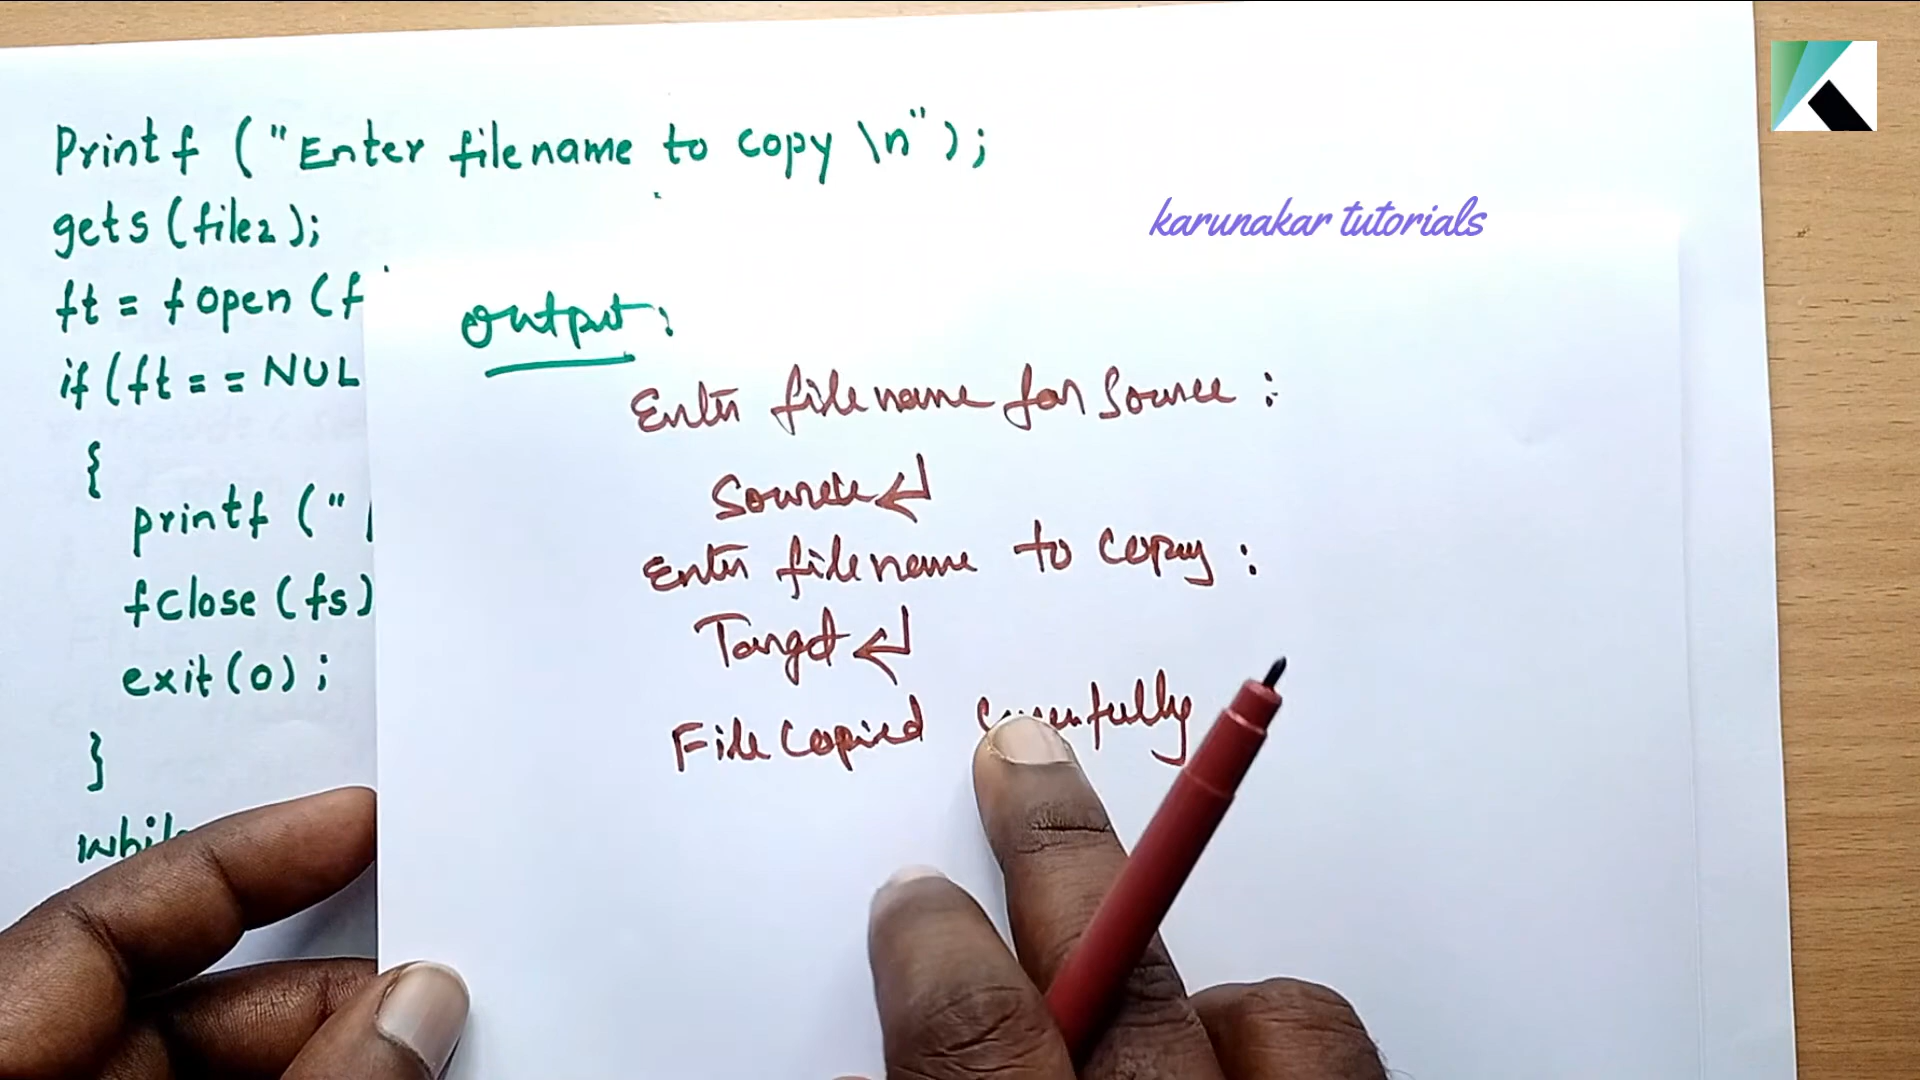 Printf ("Enter filename to copy \n");
gets (file2);
ft = fopen (f
if (ft == NUL
{
printf ("
fclose (fs)
exit(0);
}
while
karunakar tutorials
Output:
Enter filename for Source :
Source ↵
Enter filename to copy :
Target ↵
File Copied